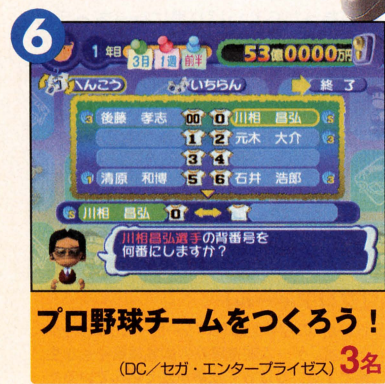 6
1年目 3月 1週 前半 53億0000万円
へんこう いちらん 終了
後藤 孝志 00 0 川相 昌弘
1 2 元木 大介
3 4
清原 和博 5 6 石井 浩郎
川相 昌弘 0
川相昌弘選手の背番号を
何番にしますか？
プロ野球チームをつくろう！
(DC／セガ・エンタープライゼス) 3名